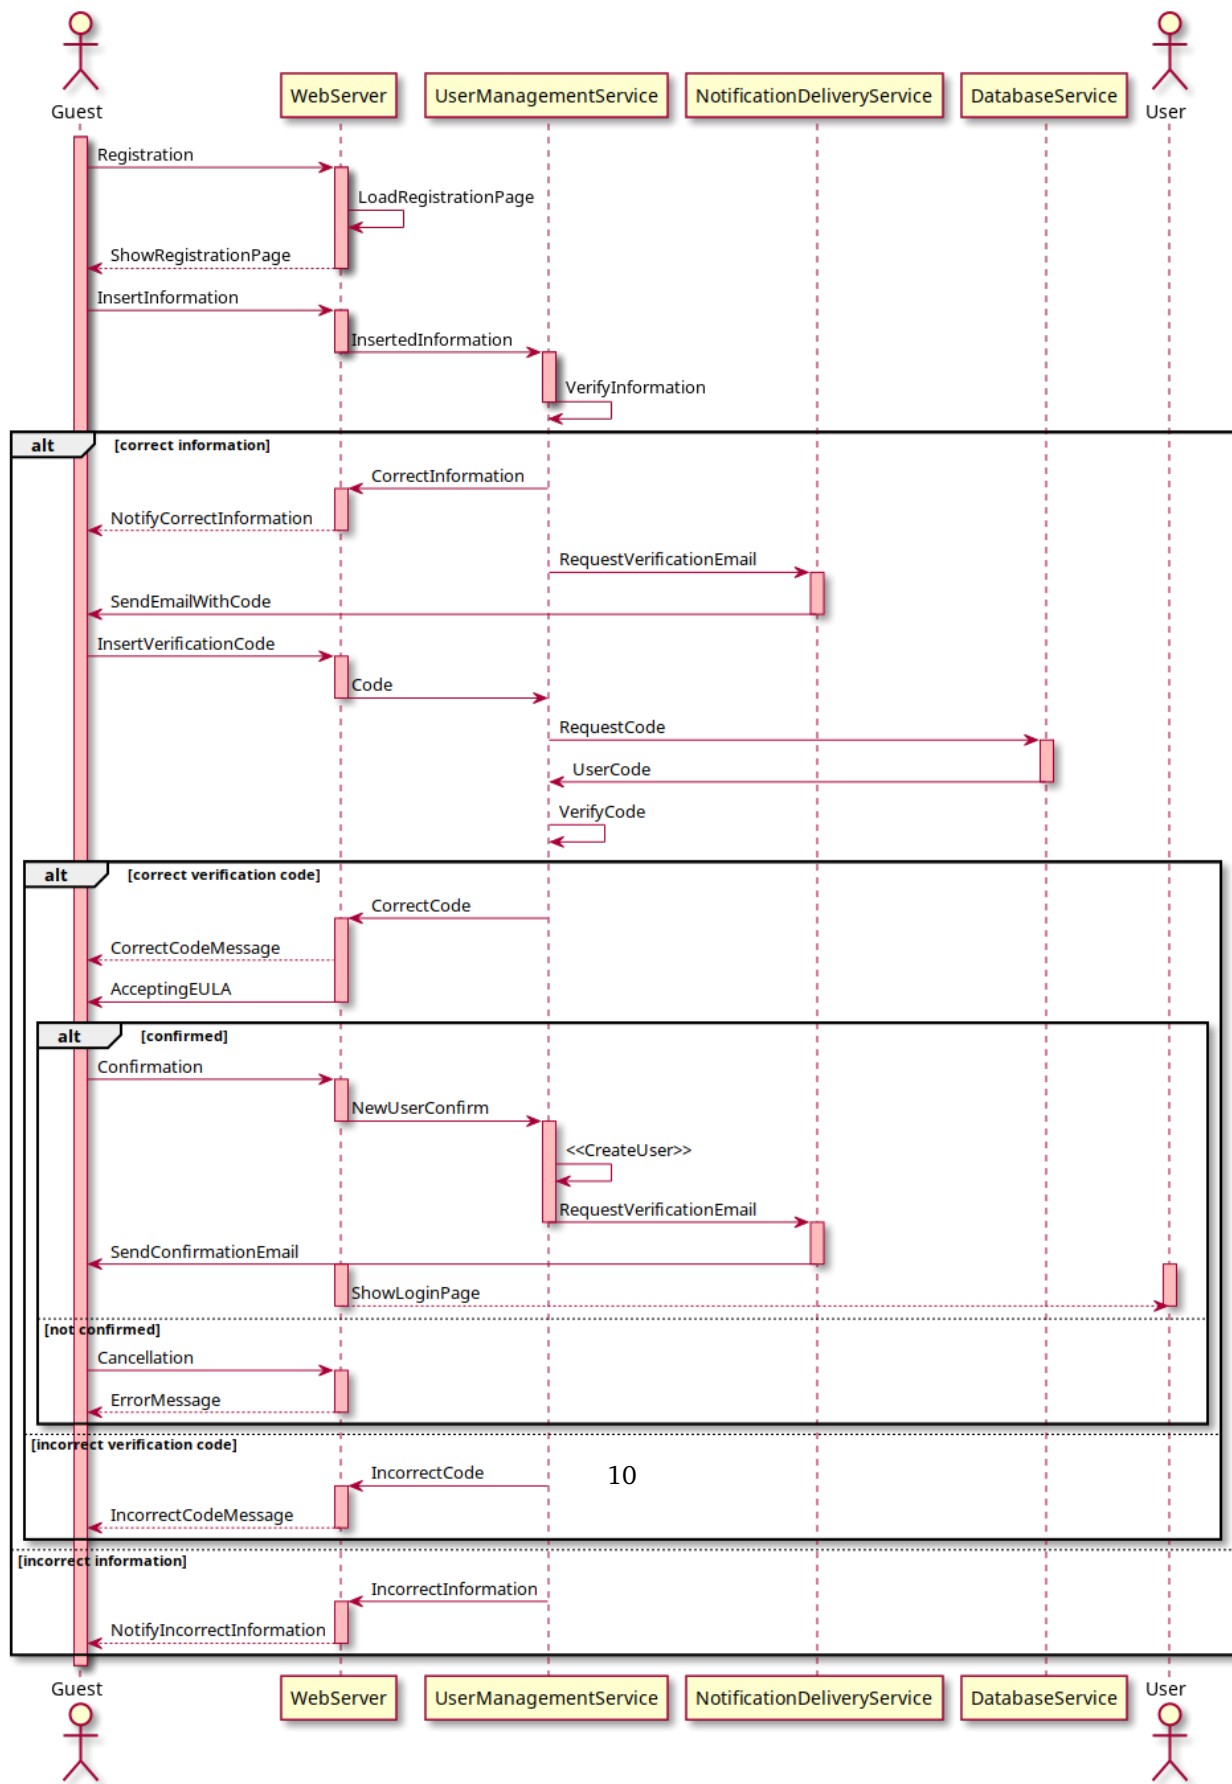 Guest
WebServer
UserManagementService
NotificationDeliveryService
DatabaseService
User
Registration
LoadRegistrationPage
ShowRegistrationPage
InsertInformation
InsertedInformation
VerifyInformation
alt [correct information]
CorrectInformation
NotifyCorrectInformation
RequestVerificationEmail
SendEmailWithCode
InsertVerificationCode
Code
RequestCode
UserCode
VerifyCode
alt [correct verification code]
CorrectCode
CorrectCodeMessage
AcceptingEULA
alt [confirmed]
Confirmation
NewUserConfirm
<<CreateUser>>
RequestVerificationEmail
SendConfirmationEmail
ShowLoginPage
[not confirmed]
Cancellation
ErrorMessage
[incorrect verification code]
IncorrectCode
10
IncorrectCodeMessage
[incorrect information]
IncorrectInformation
NotifyIncorrectInformation
Guest
WebServer
UserManagementService
NotificationDeliveryService
DatabaseService
User